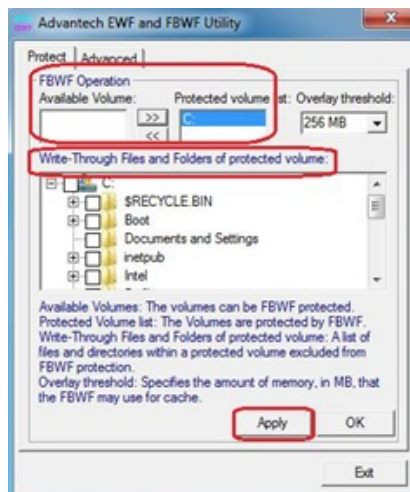 Advantech EWF and FBWF Utility
Protect Advanced
FBWF Operation
Available Volume: Protected volume st: Overlay threshold:
>> C: 256 MB
<<
Write-Through Files and Folders of protected volume:
C:
$RECYCLE.BIN
Boot
Documents and Settings
inetpub
Intel
Available Volumes: The volumes can be FBWF protected.
Protected Volume list: The Volumes are protected by FBWF.
Write-Through Files and Folders of protected volume: A list of
files and directories within a protected volume excluded from
FBWF protection.
Overlay threshold: Specifies the amount of memory, in MB, that
the FBWF may use for cache.
Apply OK
Exit